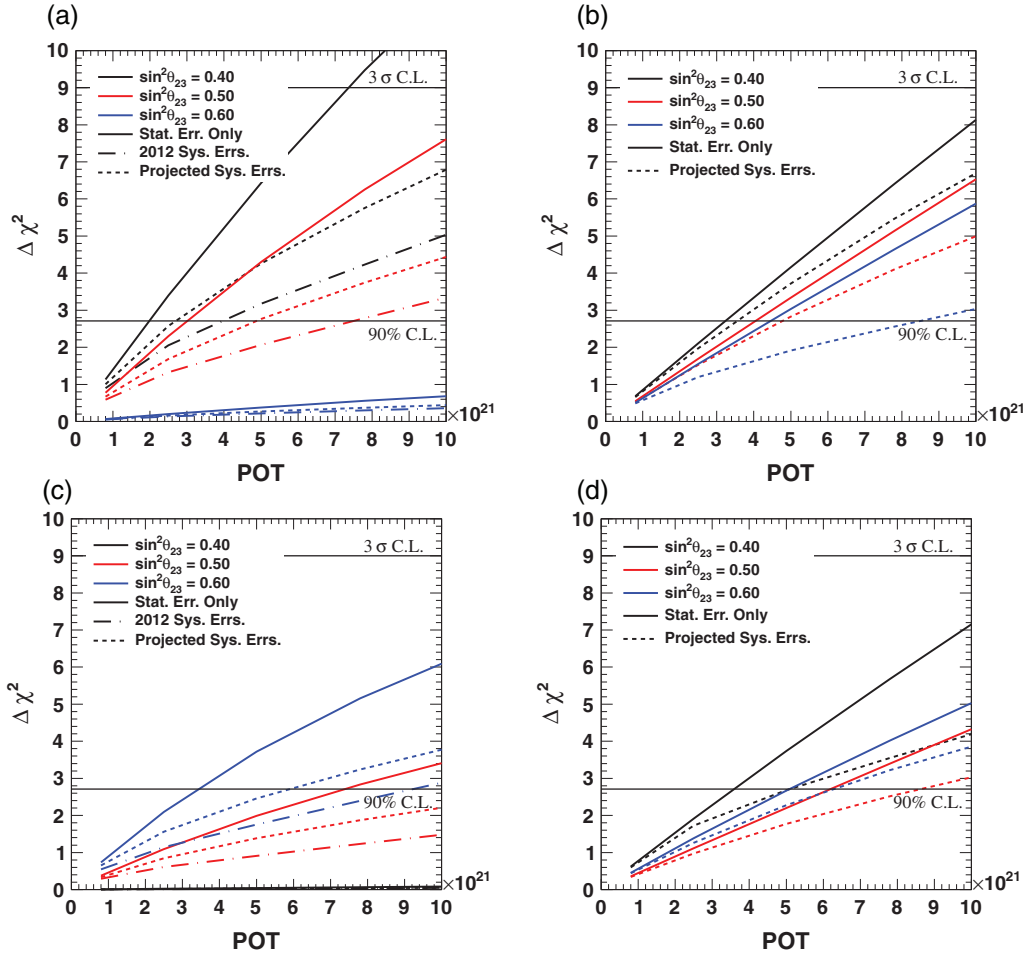 (a)
10
9
8
7
6
5
4
3
2
1
0
Δ χ²
sin²θ₂₃ = 0.40
sin²θ₂₃ = 0.50
sin²θ₂₃ = 0.60
Stat. Err. Only
2012 Sys. Errs.
Projected Sys. Errs.
3 σ C.L.
90% C.L.
0 1 2 3 4 5 6 7 8 9 10
×10²¹
POT
(b)
10
9
8
7
6
5
4
3
2
1
0
Δ χ²
sin²θ₂₃ = 0.40
sin²θ₂₃ = 0.50
sin²θ₂₃ = 0.60
Stat. Err. Only
Projected Sys. Errs.
3 σ C.L.
90% C.L.
0 1 2 3 4 5 6 7 8 9 10
×10²¹
POT
(c)
10
9
8
7
6
5
4
3
2
1
0
Δ χ²
sin²θ₂₃ = 0.40
sin²θ₂₃ = 0.50
sin²θ₂₃ = 0.60
Stat. Err. Only
2012 Sys. Errs.
Projected Sys. Errs.
3 σ C.L.
90% C.L.
0 1 2 3 4 5 6 7 8 9 10
×10²¹
POT
(d)
10
9
8
7
6
5
4
3
2
1
0
Δ χ²
sin²θ₂₃ = 0.40
sin²θ₂₃ = 0.50
sin²θ₂₃ = 0.60
Stat. Err. Only
Projected Sys. Errs.
3 σ C.L.
90% C.L.
0 1 2 3 4 5 6 7 8 9 10
×10²¹
POT